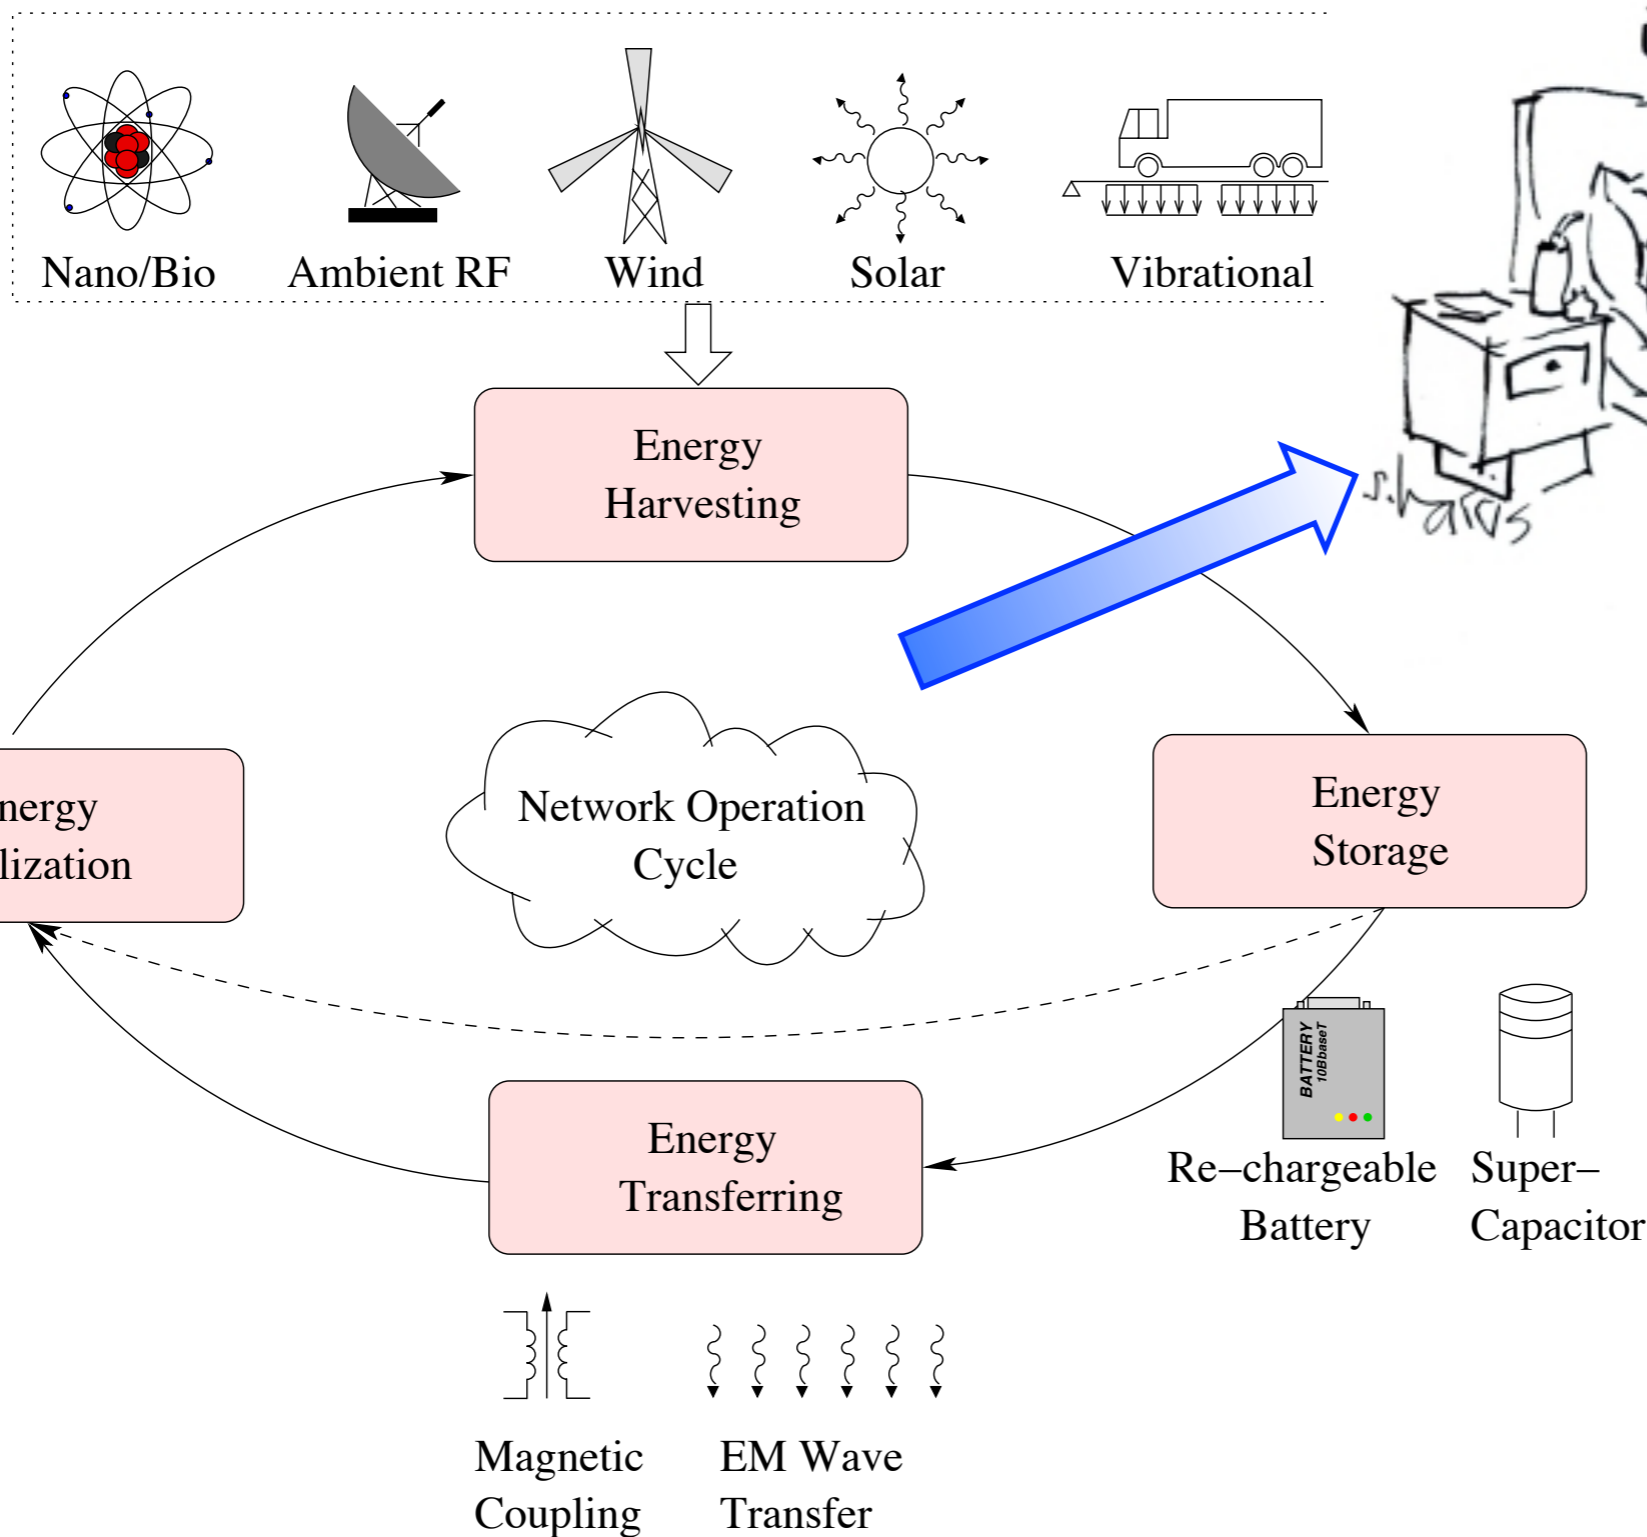 Nano/Bio
Ambient RF
Wind
Solar
Vibrational
Energy
Harvesting
nergy
lization
Network Operation
Cycle
Energy
Storage
BATTERY
10BbaseT
Re–chargeable
Battery
Super–
Capacitor
Energy
Transferring
Magnetic
Coupling
EM Wave
Transfer